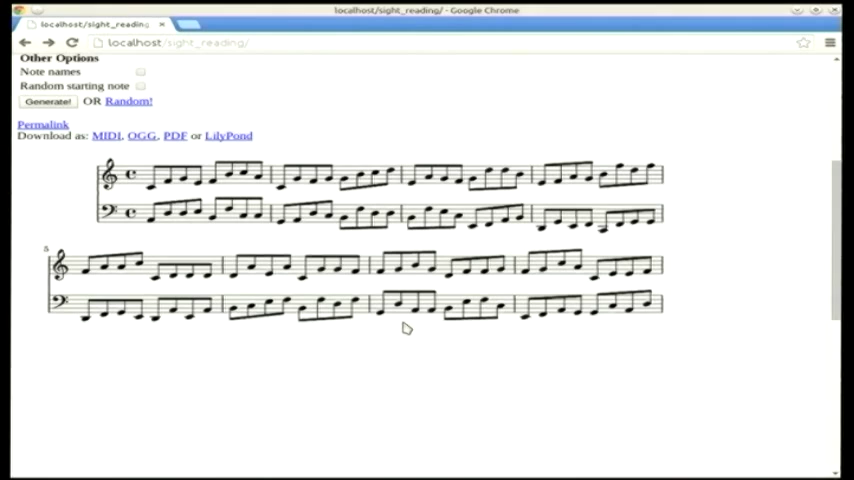 localhost/sight_reading/ - Google Chrome
localhost/sight_reading
localhost/sight_reading/
Other Options
Note names
Random starting note
Generate! OR Random!
Permalink
Download as: MIDI, OGG, PDF or LilyPond
5